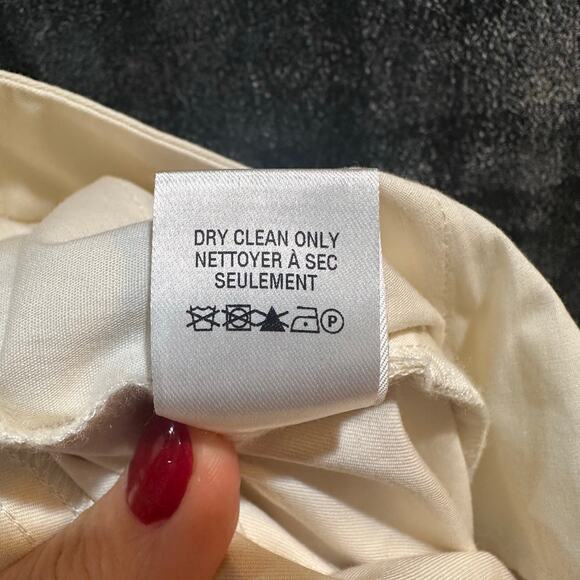 DRY CLEAN ONLY
NETTOYER À SEC
SEULEMENT
P